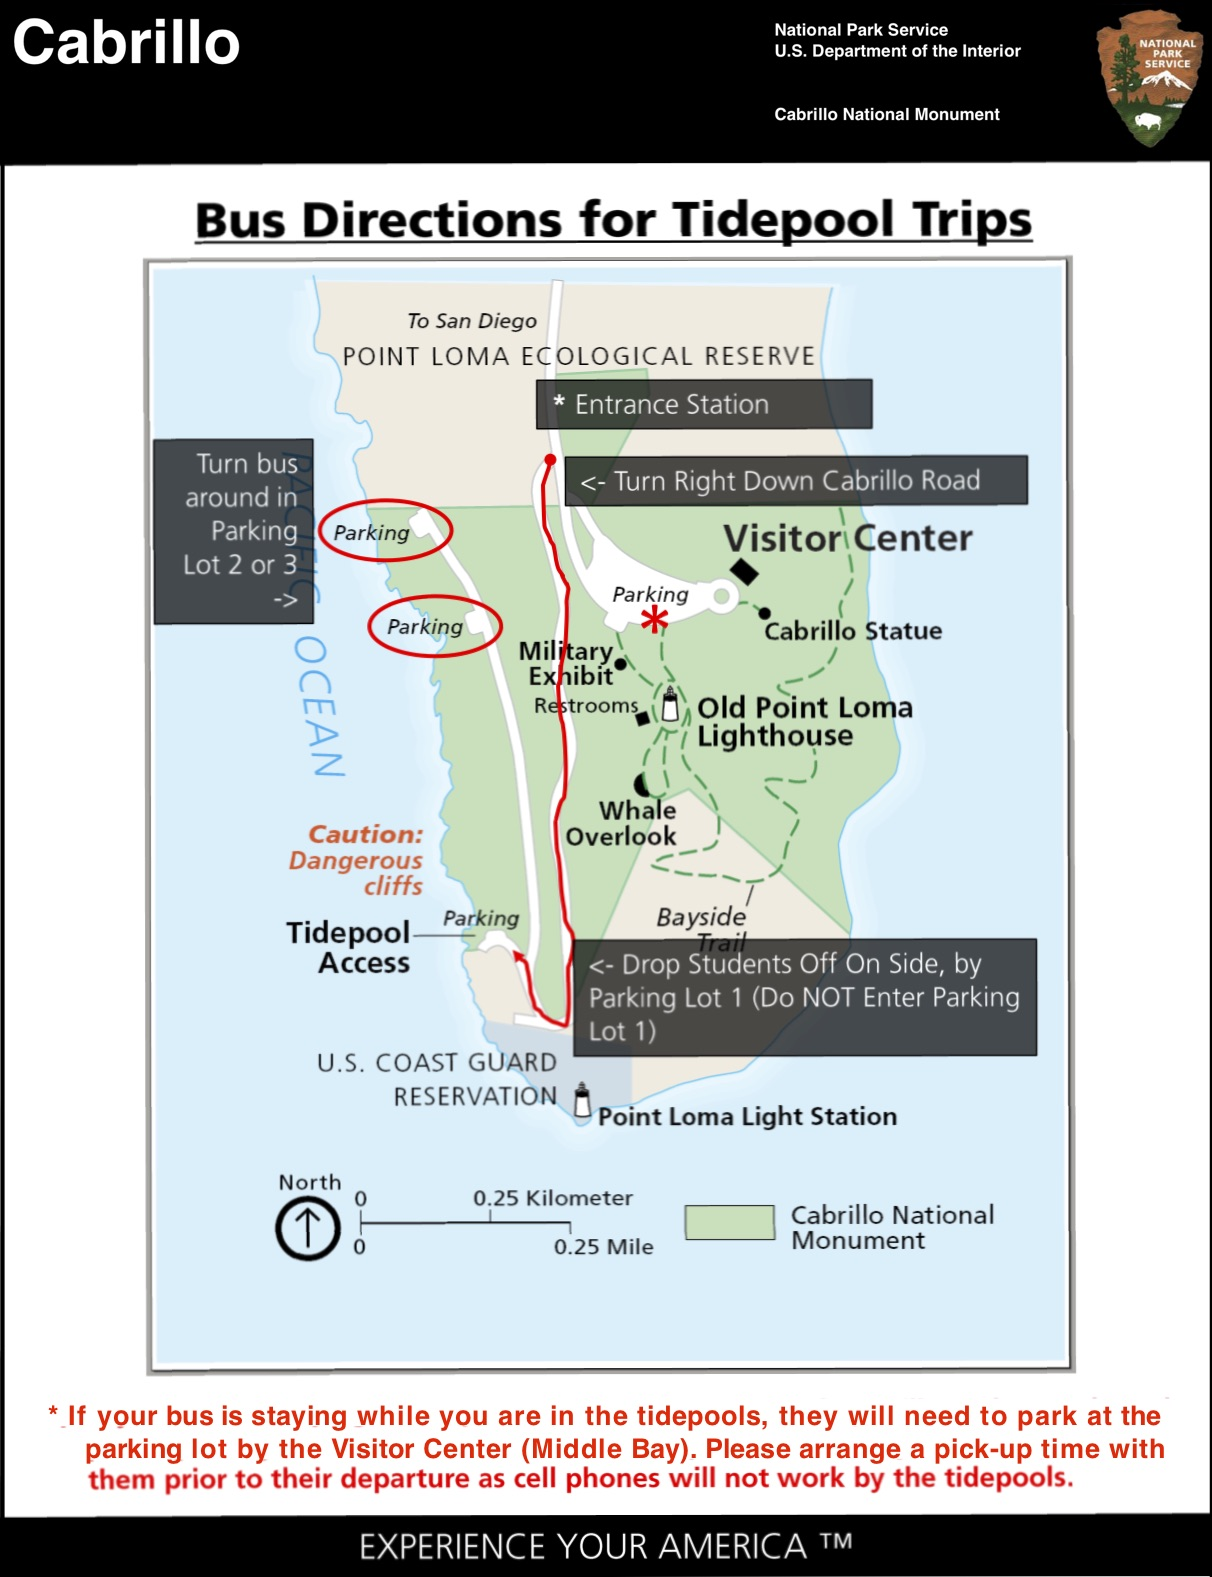 Cabrillo
National Park Service
U.S. Department of the Interior
Cabrillo National Monument
NATIONAL
PARK
SERVICE
Bus Directions for Tidepool Trips
To San Diego
POINT LOMA ECOLOGICAL RESERVE
* Entrance Station
Turn bus
around in
Parking
Lot 2 or 3
->
<- Turn Right Down Cabrillo Road
PACIFIC OCEAN
Parking
Visitor Center
Parking
Parking
Cabrillo Statue
*
Military
Exhibit
Restrooms
Old Point Loma
Lighthouse
Whale
Overlook
Caution:
Dangerous
cliffs
Parking
Tidepool
Access
Bayside
Trail
<- Drop Students Off On Side, by
Parking Lot 1 (Do NOT Enter Parking
Lot 1)
U.S. COAST GUARD
RESERVATION
Point Loma Light Station
North
0 0.25 Kilometer
0 0.25 Mile
Cabrillo National
Monument
* If your bus is staying while you are in the tidepools, they will need to park at the
parking lot by the Visitor Center (Middle Bay). Please arrange a pick-up time with
them prior to their departure as cell phones will not work by the tidepools.
EXPERIENCE YOUR AMERICA ™